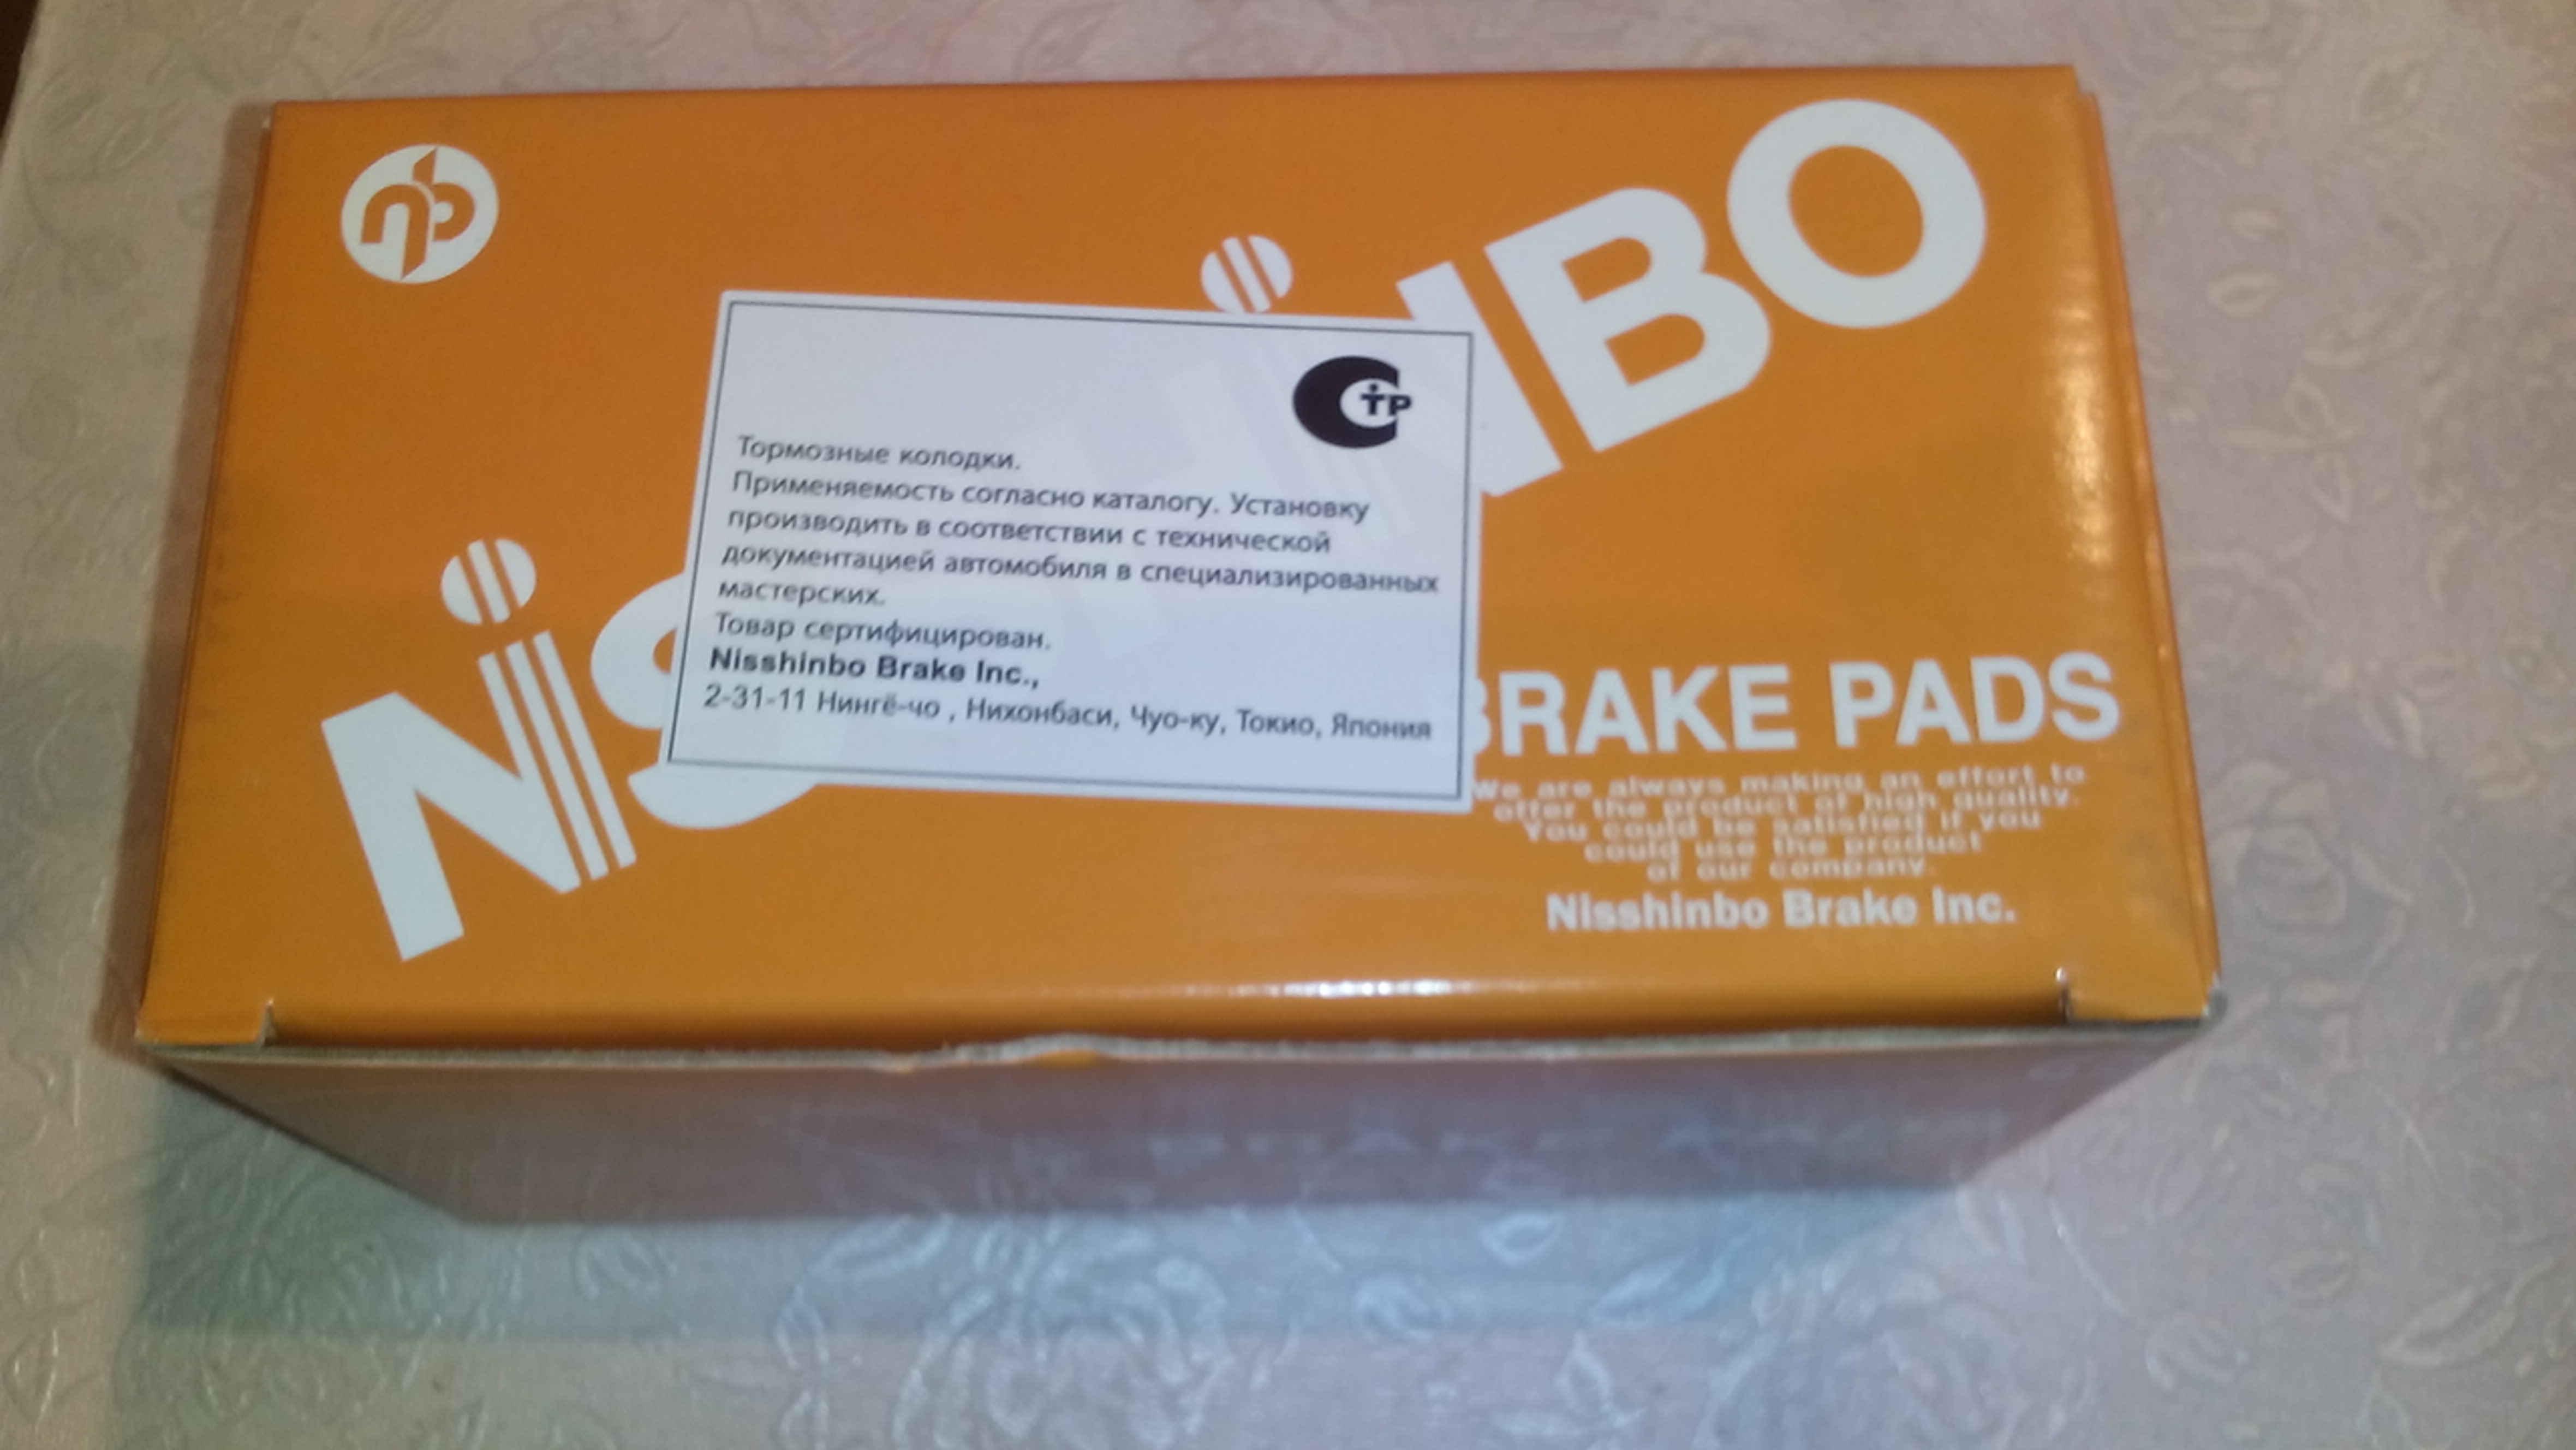 NISSHINBO
СТР
Тормозные колодки.
Применяемость согласно каталогу. Установку
производить в соответствии с технической
документацией автомобиля в специализированных
мастерских.
Товар сертифицирован.
Nisshinbo Brake Inc.,
2-31-11 Нингё-чо , Нихонбаси, Чуо-ку, Токио, Япония
BRAKE PADS
We are always making an effort to
offer the product of high quality.
You could be satisfied if you
could use the product
of our company.
Nisshinbo Brake Inc.